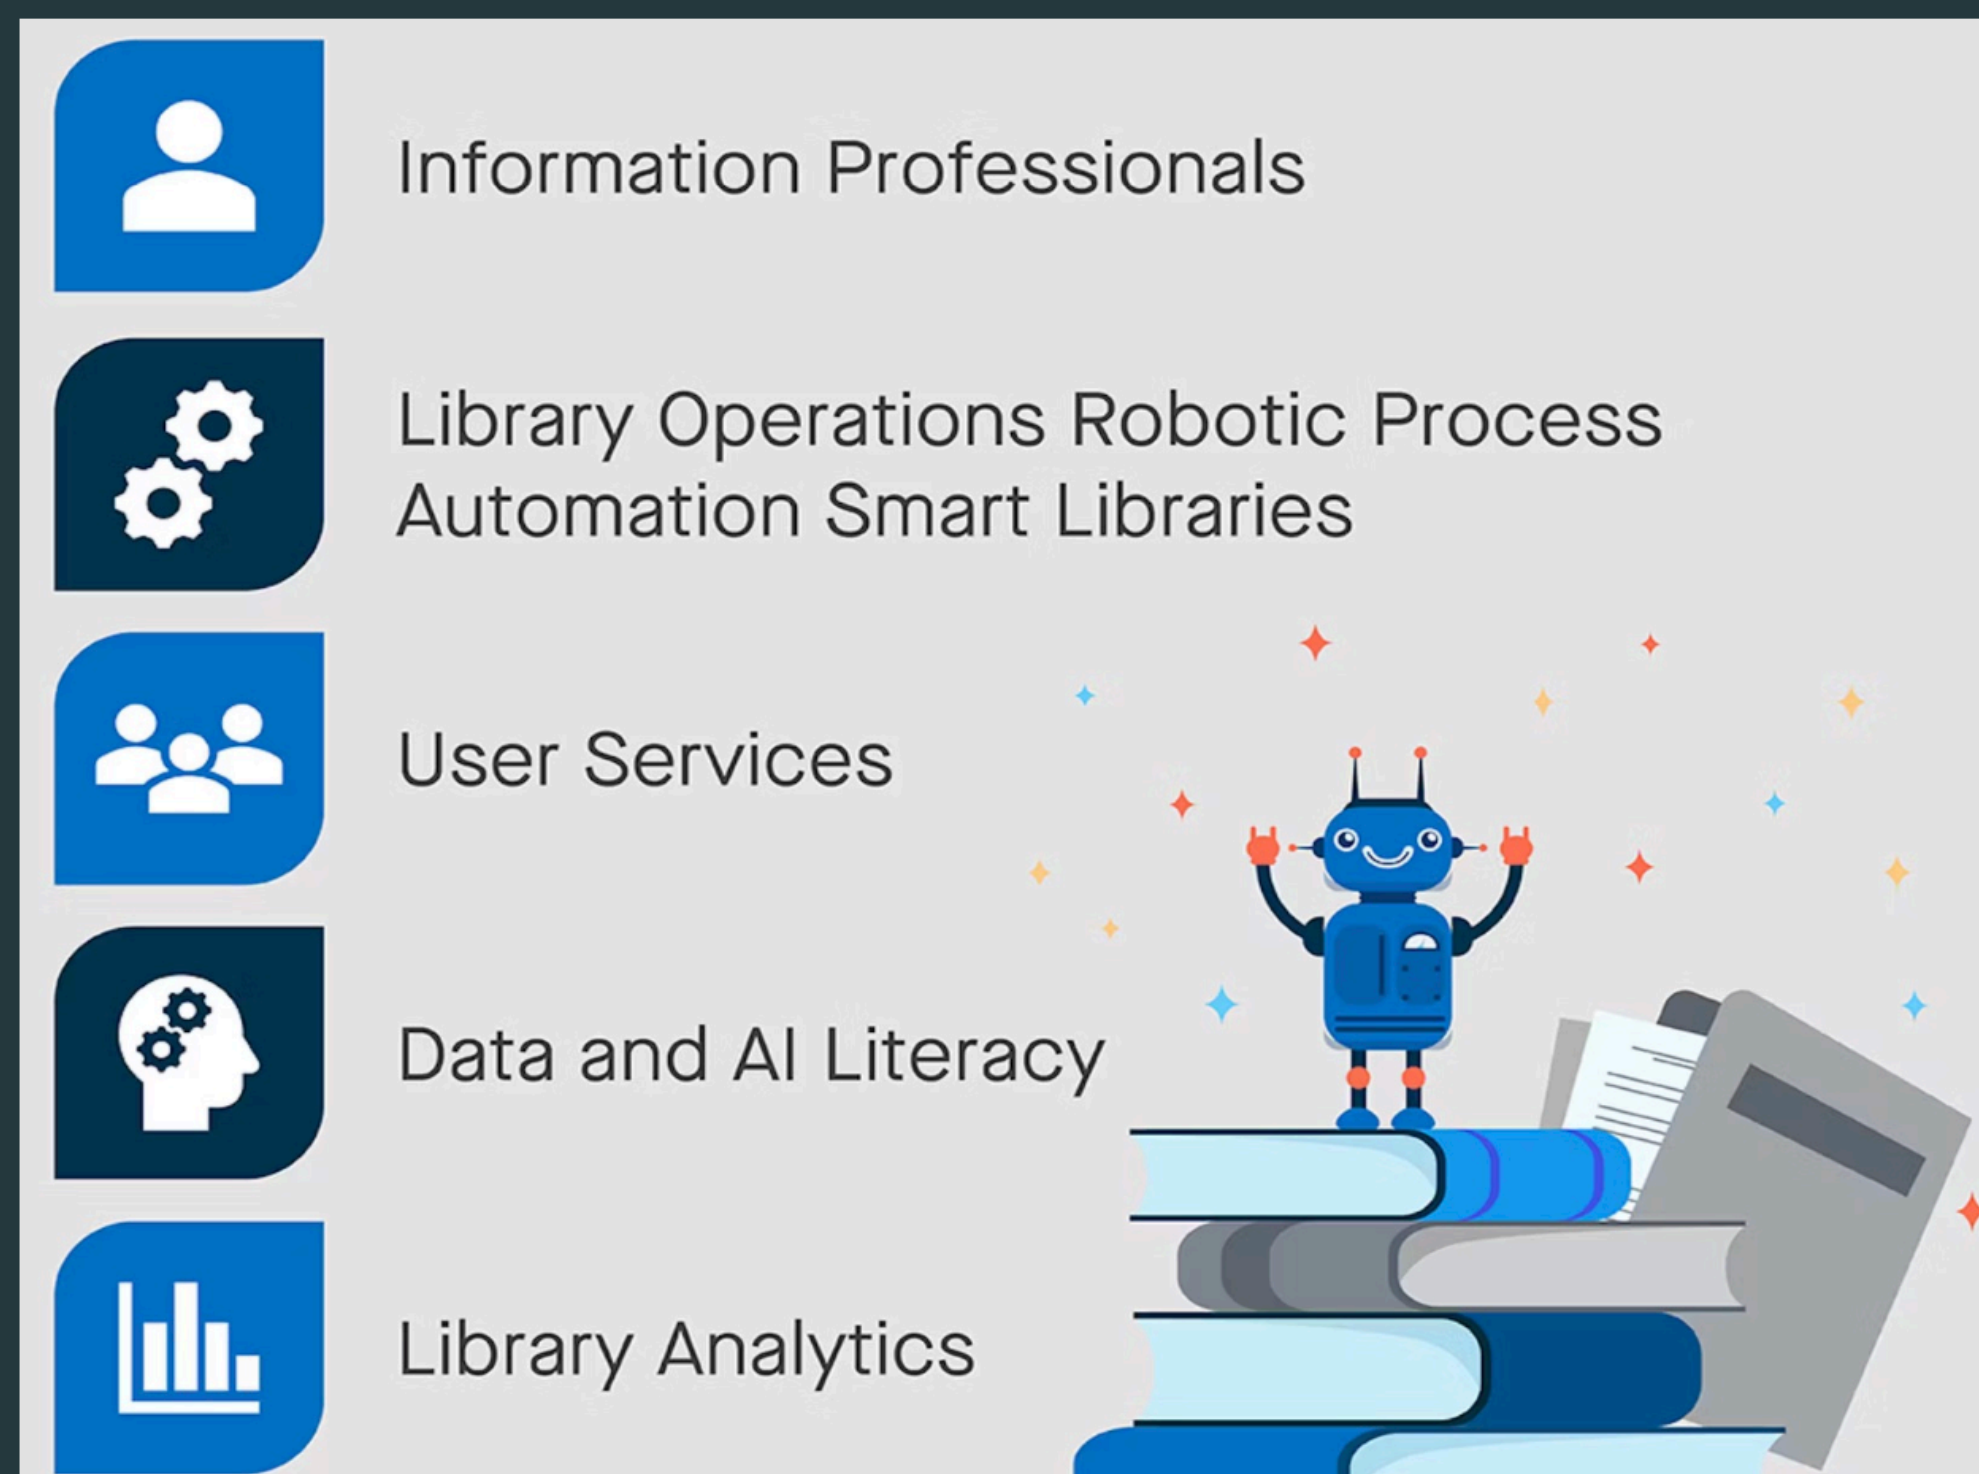 Information Professionals
Library Operations Robotic Process
Automation Smart Libraries
User Services
Data and AI Literacy
Library Analytics